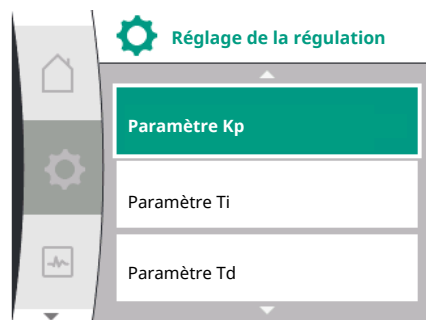 Réglage de la régulation
Paramètre Kp
Paramètre Ti
Paramètre Td